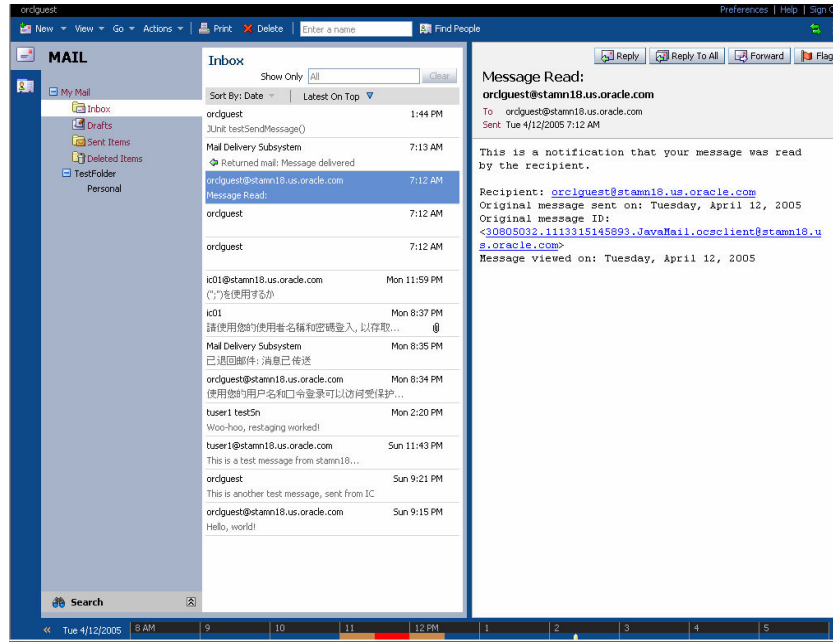 orclguest
Preferences | Help | Sign
New View Go Actions Print Delete Enter a name Find People
MAIL
My Mail
Inbox
Drafts
Sent Items
Deleted Items
TestFolder
Personal
Search
Inbox
Show Only All Clear
Sort By: Date Latest On Top
orclguest 1:44 PM
JUnit testSendMessage()
Mail Delivery Subsystem 7:13 AM
Returned mail: Message delivered
orclguest@stamn18.us.oracle.com 7:12 AM
Message Read:
orclguest 7:12 AM
orclguest 7:12 AM
ic01@stamn18.us.oracle.com Mon 11:59 PM
(";")を使用するか
ic01 Mon 8:37 PM
請使用您的使用者名稱和密碼登入, 以存取...
Mail Delivery Subsystem Mon 8:35 PM
已退回邮件: 消息已传送
orclguest@stamn18.us.oracle.com Mon 8:34 PM
使用您的用户名和口令登录可以访问受保护...
tuser1 test5n Mon 2:20 PM
Woo-hoo, restaging worked!
tuser1@stamn18.us.oracle.com Sun 11:43 PM
This is a test message from stamn18...
orclguest Sun 9:21 PM
This is another test message, sent from IC
orclguest@stamn18.us.oracle.com Sun 9:15 PM
Hello, world!
Reply Reply To All Forward Flag
Message Read:
orclguest@stamn18.us.oracle.com
To orclguest@stamn18.us.oracle.com
Sent Tue 4/12/2005 7:12 AM
This is a notification that your message was read
by the recipient.
Recipient: orclguest@stamn18.us.oracle.com
Original message sent on: Tuesday, April 12, 2005
Original message ID:
<30805032.1113315145893.JavaMail.ocsclient@stamn18.u
s.oracle.com>
Message viewed on: Tuesday, April 12, 2005
« Tue 4/12/2005 8 AM 9 10 11 12 PM 1 2 3 4 5